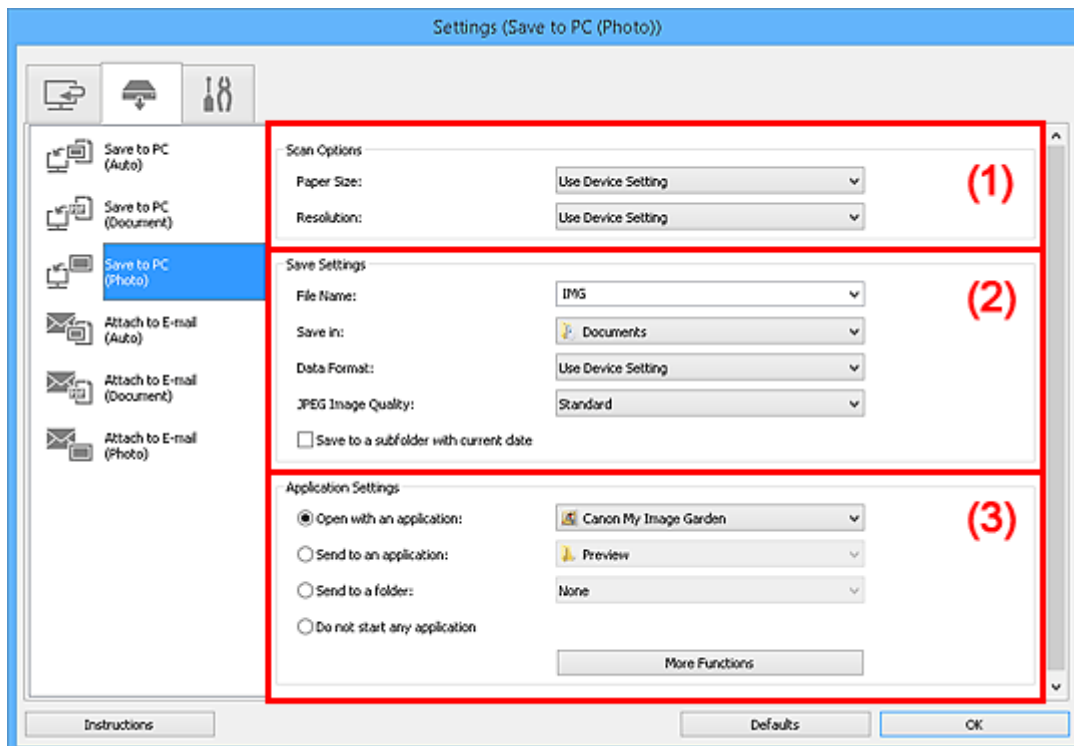 Settings (Save to PC (Photo))
Save to PC
(Auto)
Save to PC
(Document)
Save to PC
(Photo)
Attach to E-mail
(Auto)
Attach to E-mail
(Document)
Attach to E-mail
(Photo)
Scan Options
(1)
Paper Size: Use Device Setting
Resolution: Use Device Setting
Save Settings
(2)
File Name: IMG
Save in: Documents
Data Format: Use Device Setting
JPEG Image Quality: Standard
Save to a subfolder with current date
Application Settings
(3)
Open with an application: Canon My Image Garden
Send to an application: Preview
Send to a folder: None
Do not start any application
More Functions
Instructions Defaults OK